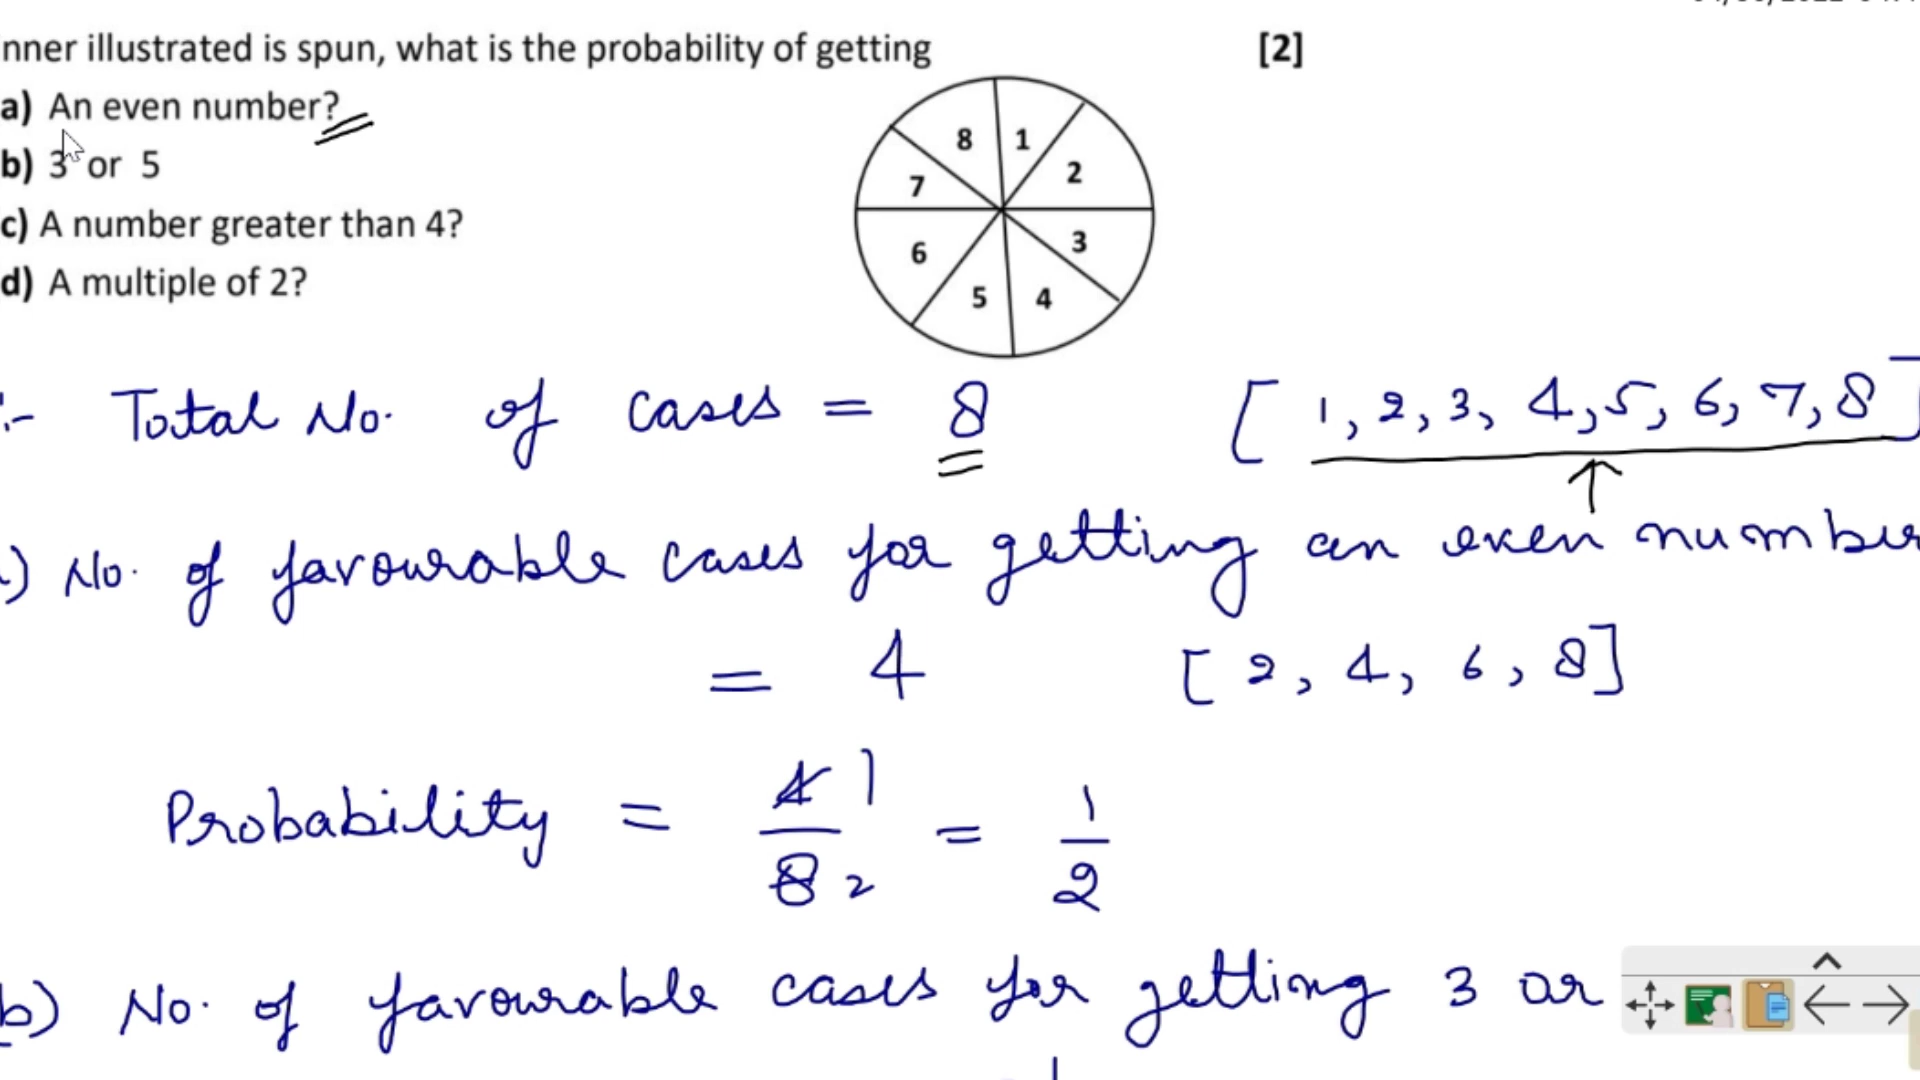 nner illustrated is spun, what is the probability of getting [2]
a) An even number?
b) 3 or 5
c) A number greater than 4?
d) A multiple of 2?
8 1
7 2
6 3
5 4
:- Total No. of cases = 8 [1, 2, 3, 4, 5, 6, 7, 8]
) No. of favourable cases for getting an even number
= 4 [2, 4, 6, 8]
Probability = 4 1 / 8 2 = 1/2
b) No. of favourable cases for getting 3 or